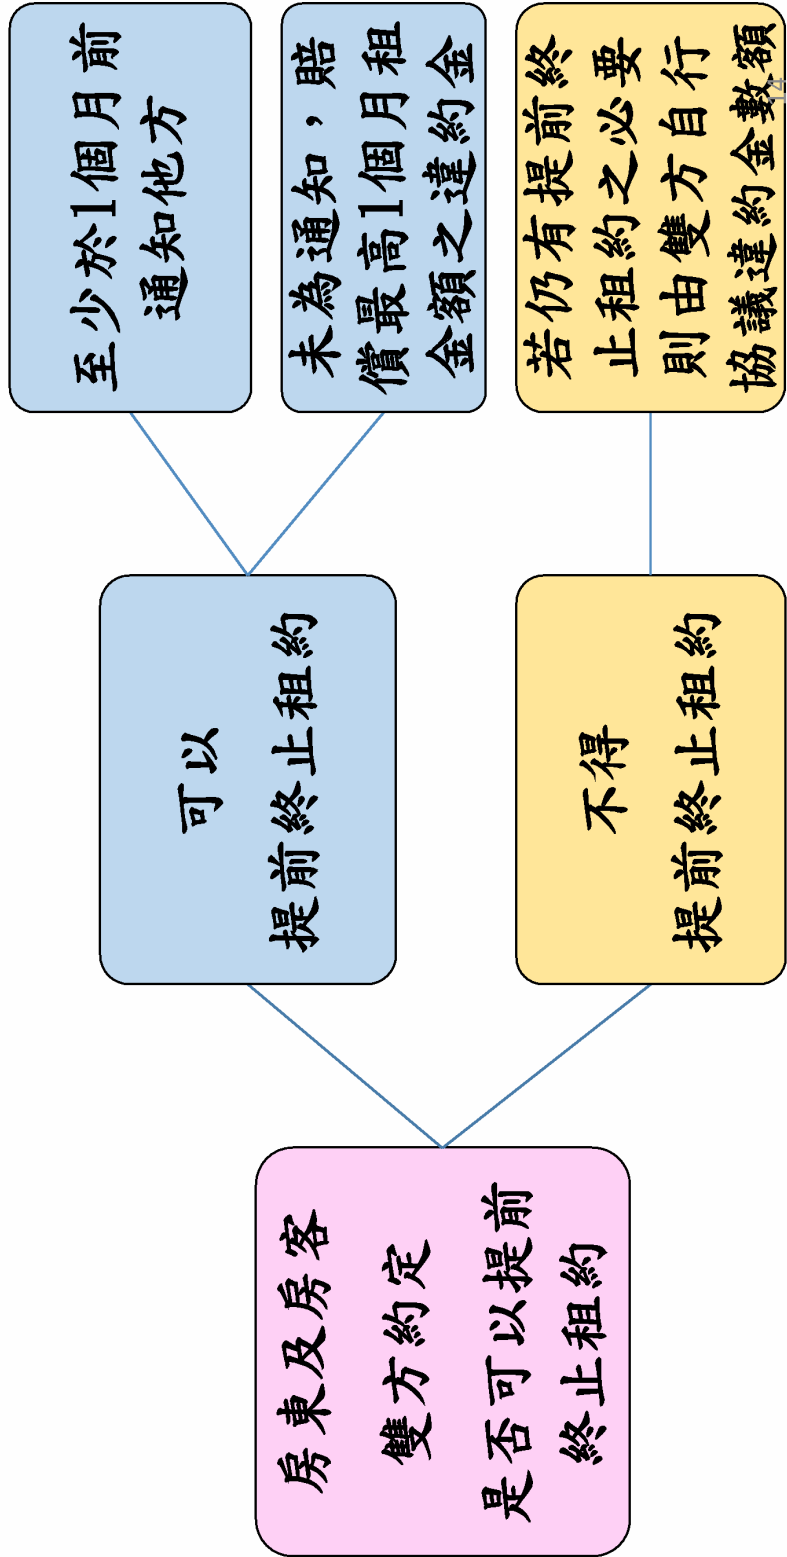 房東及房客
雙方約定
是否可以提前
終止租約
可以
提前終止租約
不得
提前終止租約
至少於1個月前
通知他方
未為通知，賠
償最高1個月租
金額之違約金
若仍有提前終
止租約之必要
則由雙方自行
協議違約金數額
14